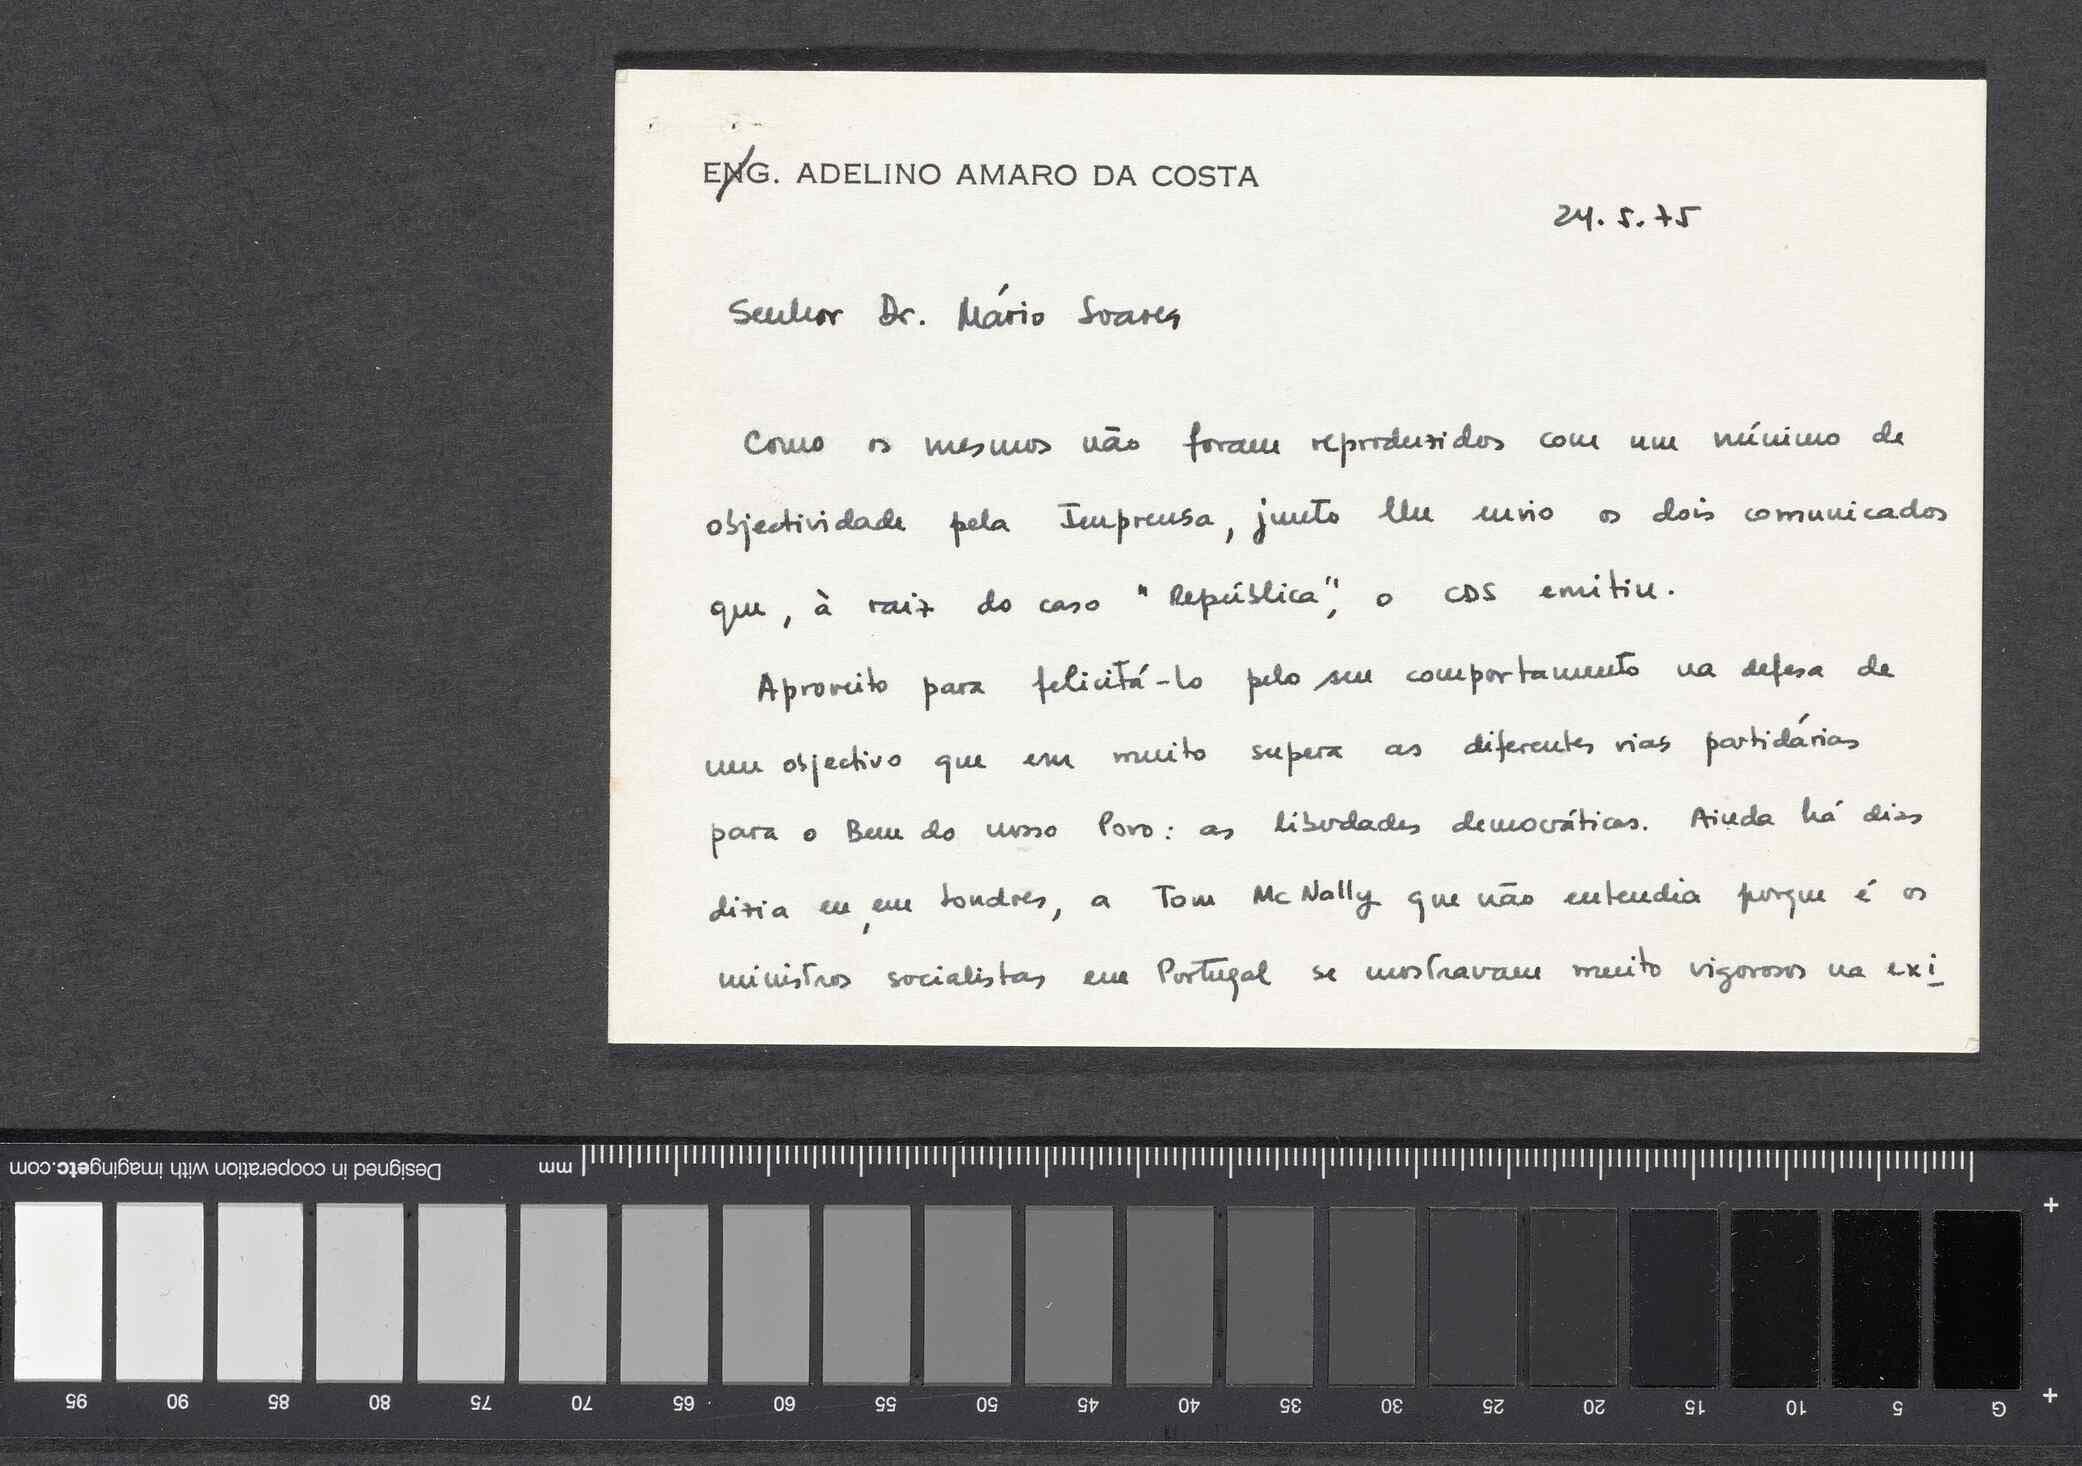 ENG. ADELINO AMARO DA COSTA
24.5.75
Senhor Dr. Mário Soares
Como os mesmos não foram reproduzidos com um mínimo de
objectividade pela Imprensa, junto lhe envio os dois comunicados
que, à raiz do caso "República", o CDS emitiu.
Aproveito para felicitá-lo pelo seu comportamento na defesa de
um objectivo que em muito supera as diferentes vias partidárias
para o Bem do nosso Povo: as liberdades democráticas. Ainda há dias
dizia eu, em Londres, a Tom McNally que não entendia porque é os
ministros socialistas em Portugal se mostravam muito vigorosos na exi
Designed in cooperation with imagingetc.com
mm
95 90 85 80 75 70 65 60 55 50 45 40 35 30 25 20 15 10 5 G